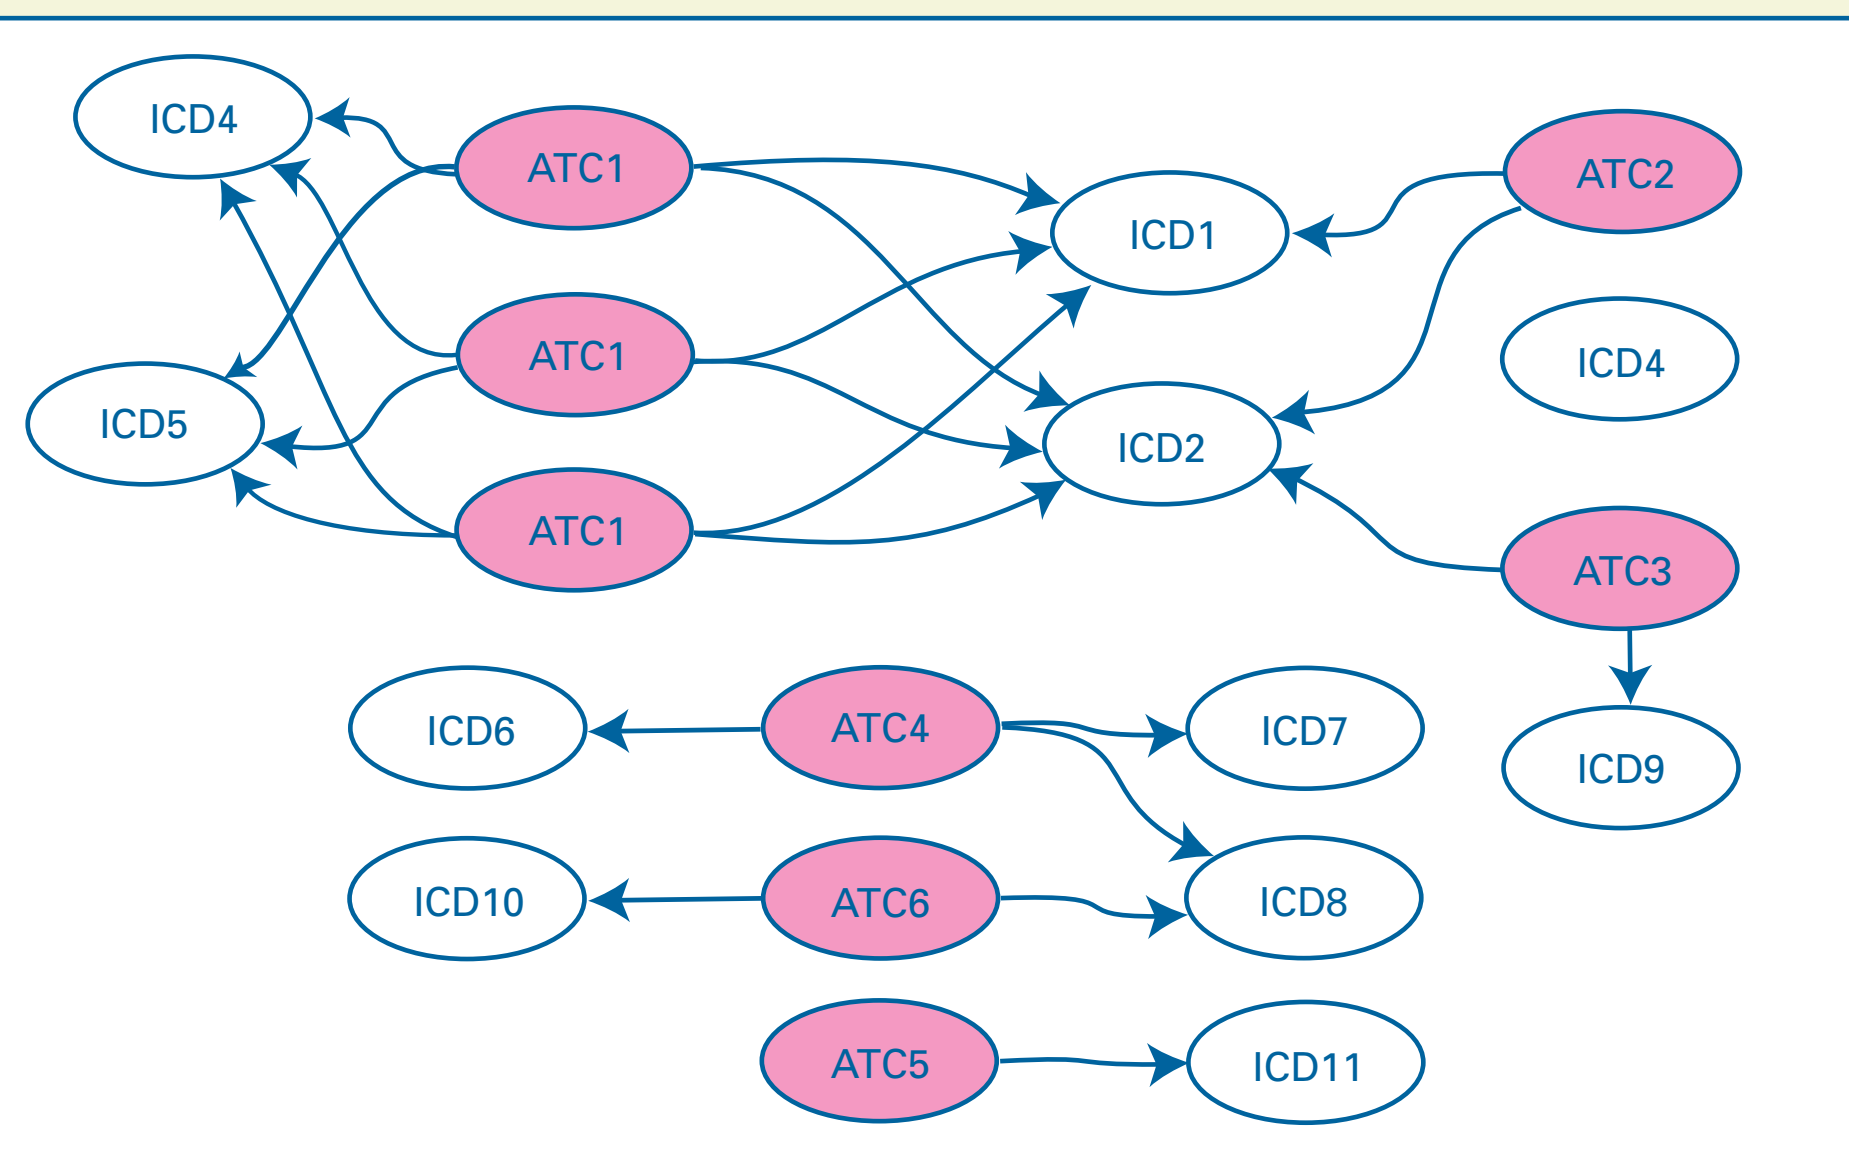 ICD4
ATC1
ATC2
ICD1
ATC1
ICD4
ICD5
ICD2
ATC1
ATC3
ICD6
ATC4
ICD7
ICD9
ICD10
ATC6
ICD8
ATC5
ICD11